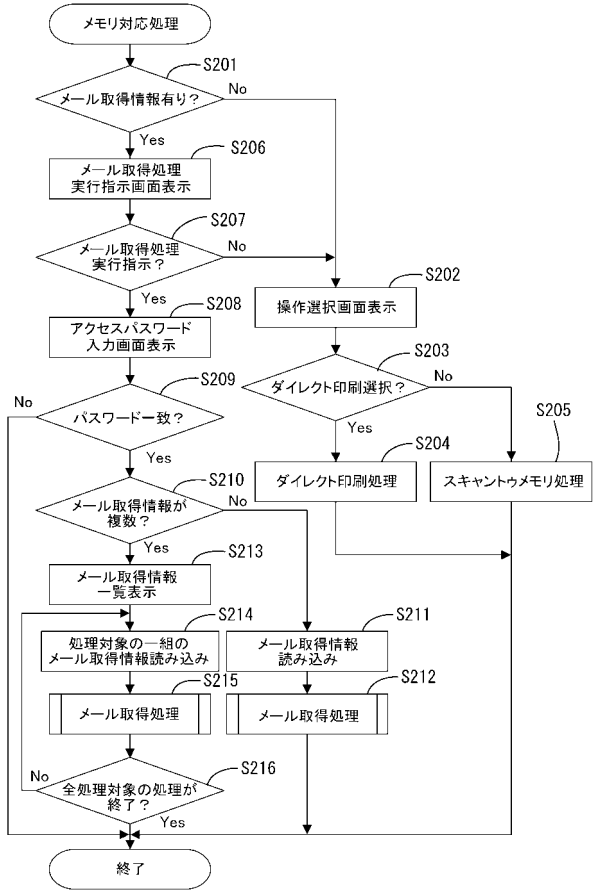 メモリ対応処理
S201
メール取得情報有り？
No
Yes
S206
メール取得処理
実行指示画面表示
S207
メール取得処理
実行指示？
No
Yes
S202
操作選択画面表示
S208
アクセスパスワード
入力画面表示
S203
ダイレクト印刷選択？
No
Yes
S209
No
パスワード一致？
Yes
S204
ダイレクト印刷処理
S205
スキャントゥメモリ処理
S210
メール取得情報が
複数？
No
Yes
S213
メール取得情報
一覧表示
S214
処理対象の一組の
メール取得情報読み込み
S211
メール取得情報
読み込み
S215
メール取得処理
S212
メール取得処理
S216
No
全処理対象の処理が
終了？
Yes
終了